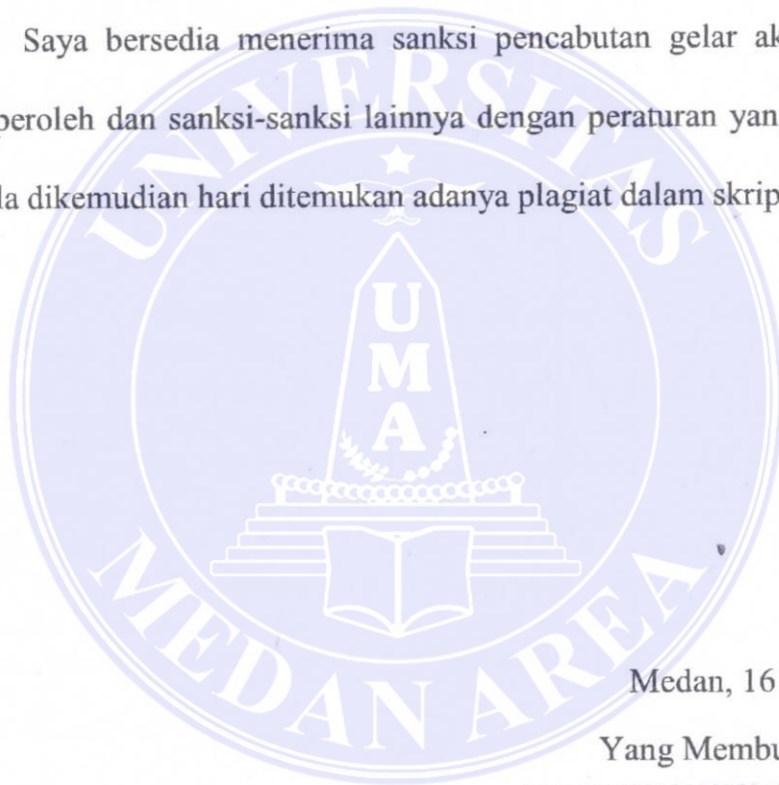 Saya bersedia menerima sanksi pencabutan gelar ak
peroleh dan sanksi-sanksi lainnya dengan peraturan yan
la dikemudian hari ditemukan adanya plagiat dalam skrip
UNIVERSITAS
U
M
A
MEDAN AREA
Medan, 16
Yang Membu